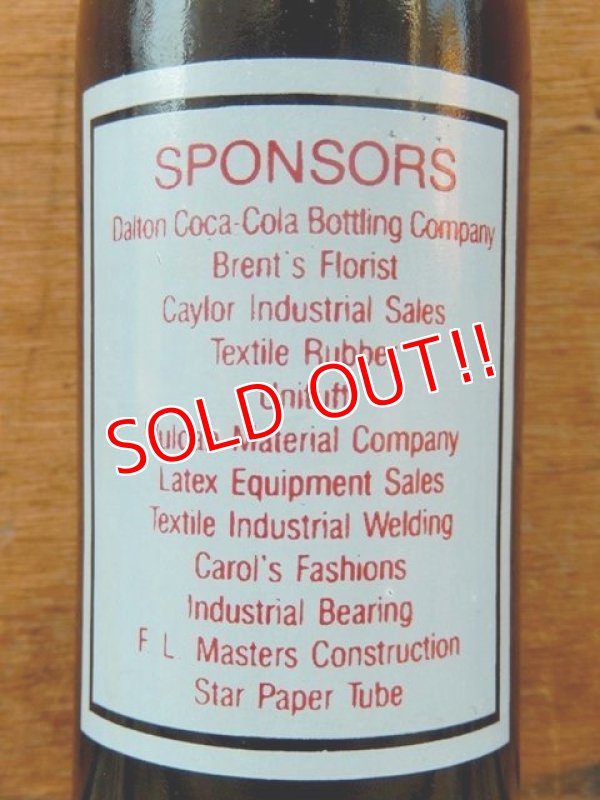 SPONSORS
Dalton Coca-Cola Bottling Company
Brent's Florist
Caylor Industrial Sales
Textile Rubber
SOLD OUT!!
Material Company
Latex Equipment Sales
Textile Industrial Welding
Carol's Fashions
Industrial Bearing
F. L. Masters Construction
Star Paper Tube